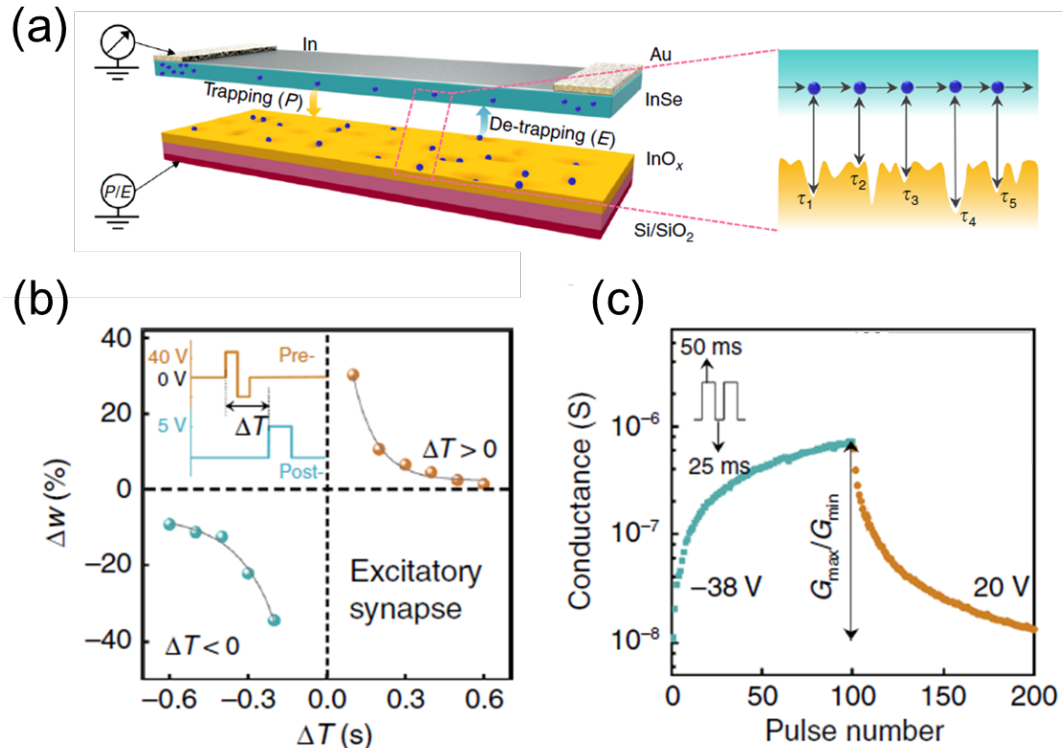 (a)
In
Au
InSe
Trapping (P)
De-trapping (E)
InOₓ
P/E
Si/SiO₂
τ₁
τ₂
τ₃
τ₄
τ₅
(b)
40
20
0
−20
−40
Δw (%)
40 V
0 V
Pre-
ΔT
5 V
Post-
ΔT > 0
Excitatory
synapse
ΔT < 0
−0.6
−0.3
0.0
0.3
0.6
ΔT (s)
(c)
50 ms
25 ms
10⁻⁶
10⁻⁷
10⁻⁸
Conductance (S)
−38 V
Gmax/Gmin
20 V
0
50
100
150
200
Pulse number